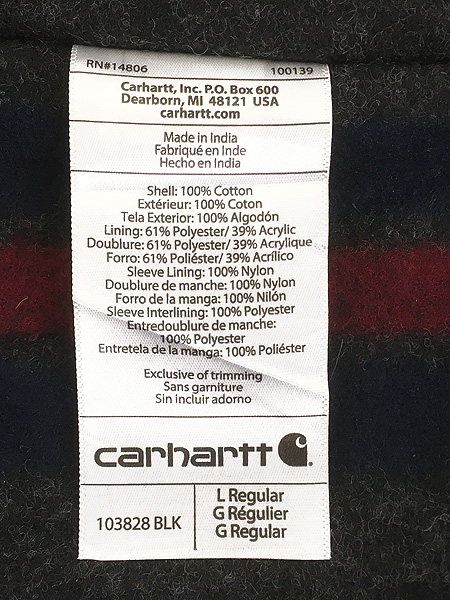 RN#14806 100139
Carhartt, Inc. P.O. Box 600
Dearborn, MI 48121 USA
carhartt.com
Made in India
Fabriqué en Inde
Hecho en India
Shell: 100% Cotton
Extérieur: 100% Coton
Tela Exterior: 100% Algodón
Lining: 61% Polyester/ 39% Acrylic
Doublure: 61% Polyester/ 39% Acrylique
Forro: 61% Poliéster/ 39% Acrílico
Sleeve Lining: 100% Nylon
Doublure de manche: 100% Nylon
Forro de la manga: 100% Nilón
Sleeve Interlining: 100% Polyester
Entredoublure de manche:
100% Polyester
Entretela de la manga: 100% Poliéster
Exclusive of trimming
Sans garniture
Sin incluir adorno
carhartt
103828 BLK
L Regular
G Régulier
G Regular